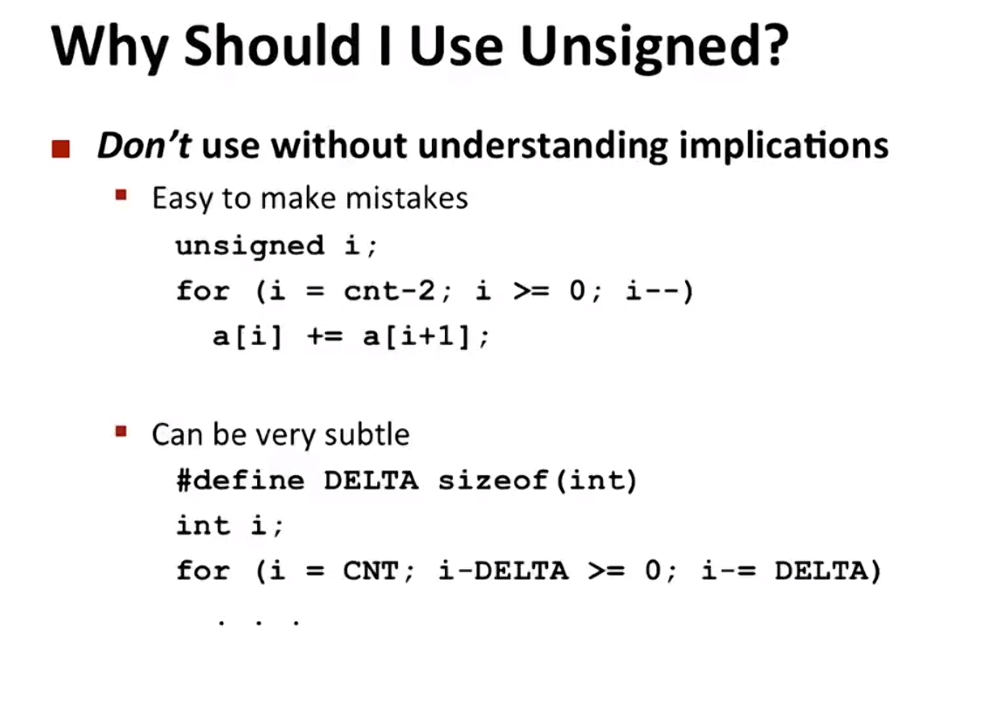 Why Should I Use Unsigned?
Don't use without understanding implications
Easy to make mistakes
unsigned i;
for (i = cnt-2; i >= 0; i--)
a[i] += a[i+1];
Can be very subtle
#define DELTA sizeof(int)
int i;
for (i = CNT; i-DELTA >= 0; i-= DELTA)
. . .